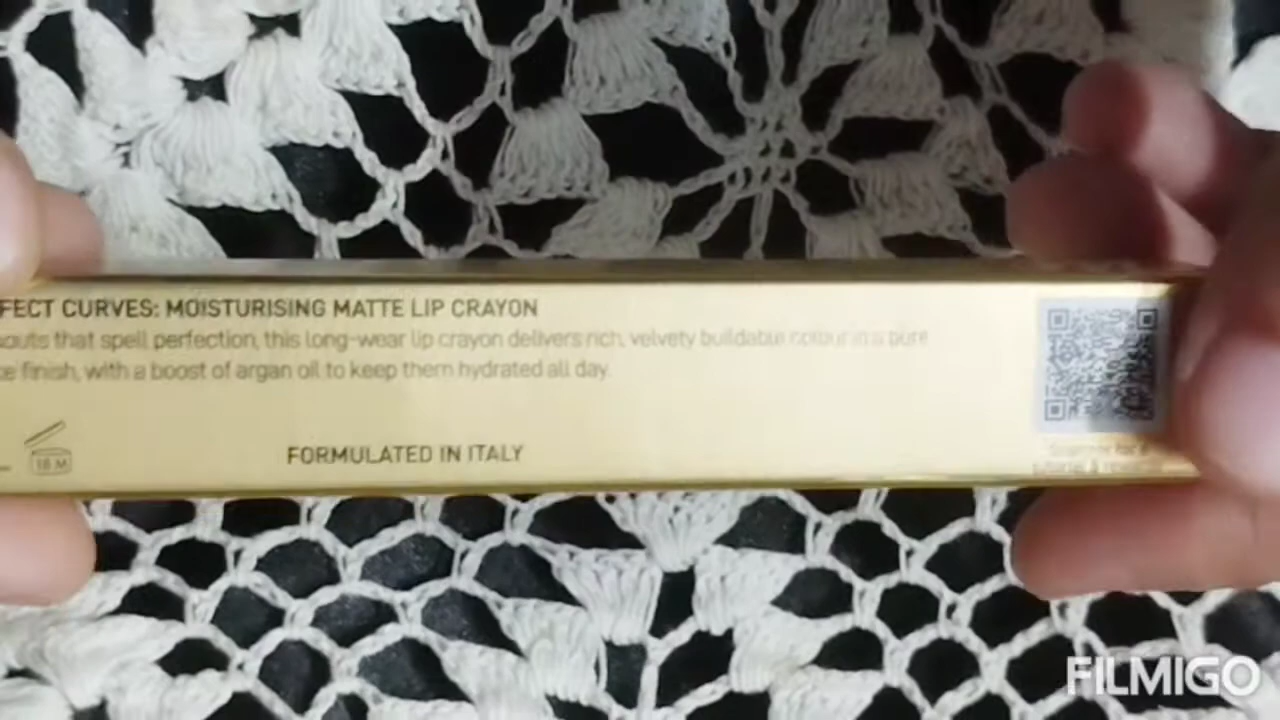 FECT CURVES: MOISTURISING MATTE LIP CRAYON
outs that spell perfection, this long-wear lip crayon delivers rich, velvety buildable colour in a pure
e finish, with a boost of argan oil to keep them hydrated all day.
18 M
FORMULATED IN ITALY
FILMIGO